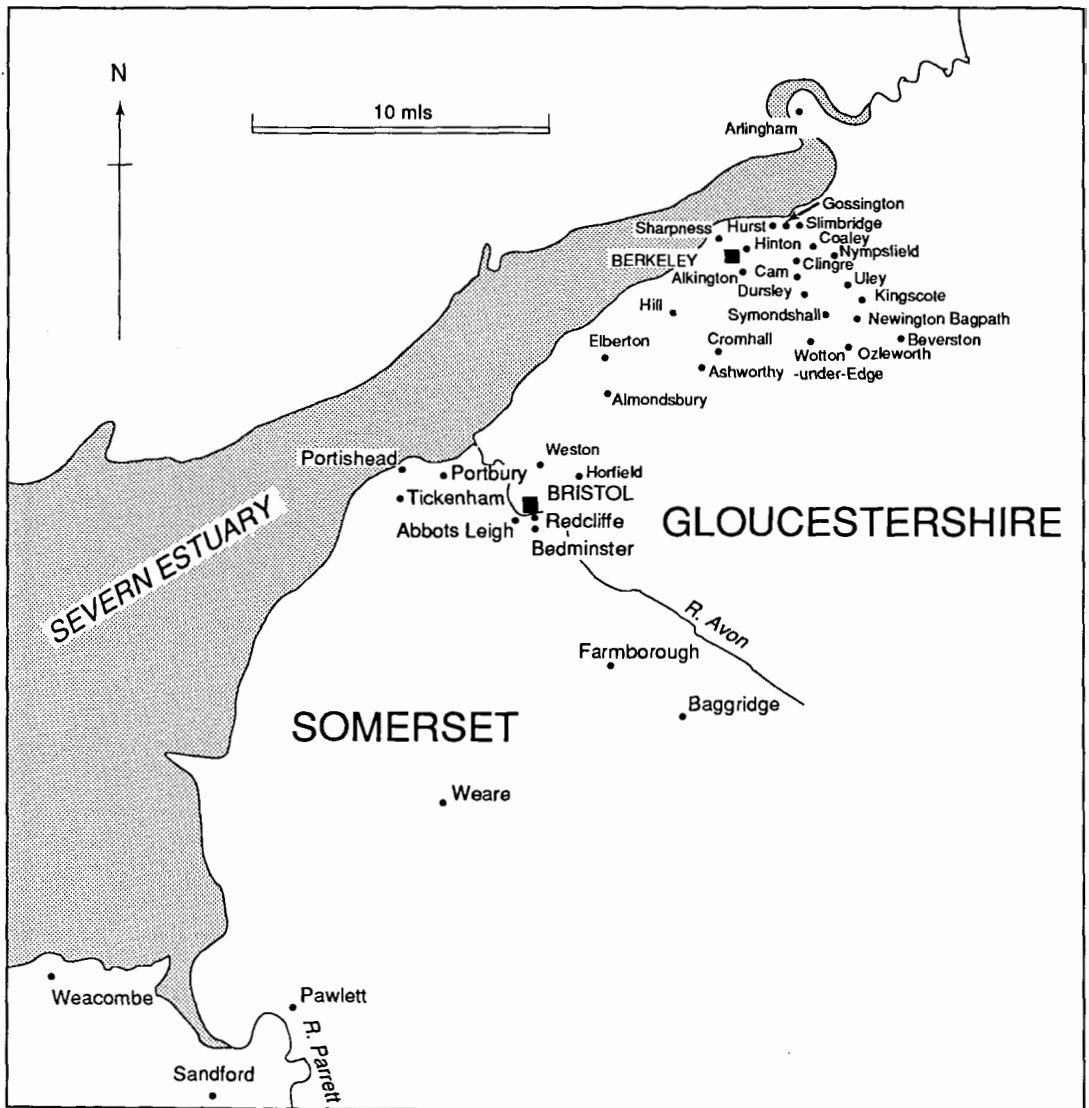 N
10 mls
Arlingham
Gossington
Sharpness
Hurst
Slimbridge
Hinton
Coaley
BERKELEY
Nympsfield
Alkington
Cam
Clingre
Uley
Dursley
Kingscote
Hill
Symondshall
Newington Bagpath
Elberton
Cromhall
Beverston
Wotton
-under-Edge
Ozleworth
Ashworthy
Almondsbury
Portishead
Portbury
Weston
Horfield
Tickenham
BRISTOL
Abbots Leigh
Redcliffe
Bedminster
GLOUCESTERSHIRE
SEVERN ESTUARY
R. Avon
Farmborough
Baggridge
SOMERSET
Weare
Weacombe
Pawlett
R. Parrett
Sandford